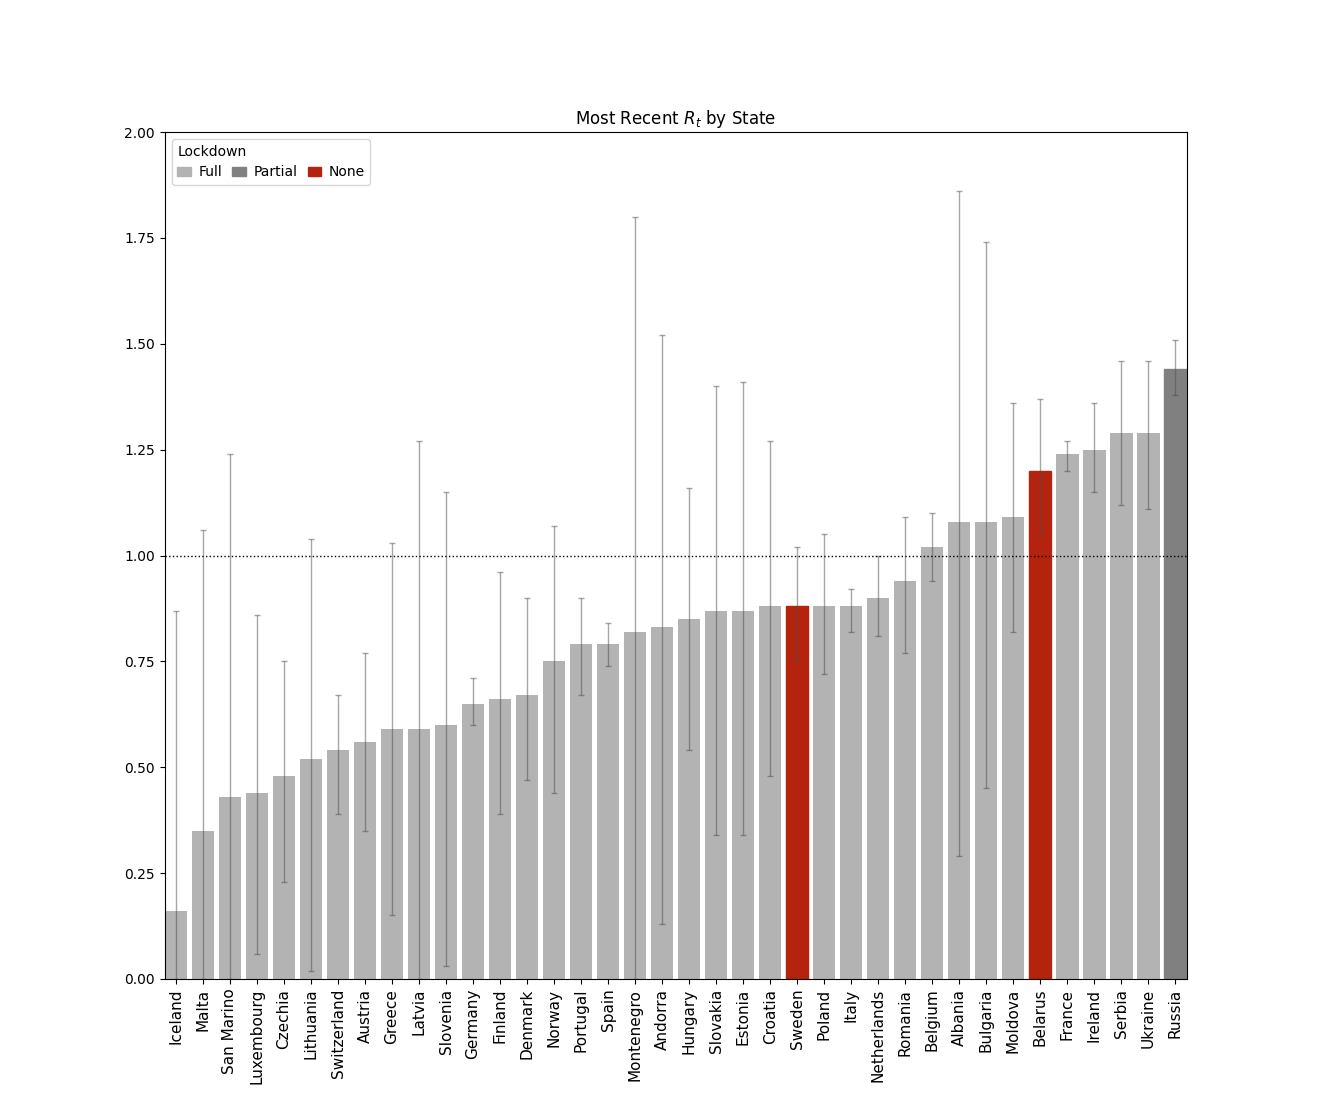 Most Recent Rt by State
Lockdown
Full Partial None
2.00
1.75
1.50
1.25
1.00
0.75
0.50
0.25
0.00
Iceland
Malta
San Marino
Luxembourg
Czechia
Lithuania
Switzerland
Austria
Greece
Latvia
Slovenia
Germany
Finland
Denmark
Norway
Portugal
Spain
Montenegro
Andorra
Hungary
Slovakia
Estonia
Croatia
Sweden
Poland
Italy
Netherlands
Romania
Belgium
Albania
Bulgaria
Moldova
Belarus
France
Ireland
Serbia
Ukraine
Russia